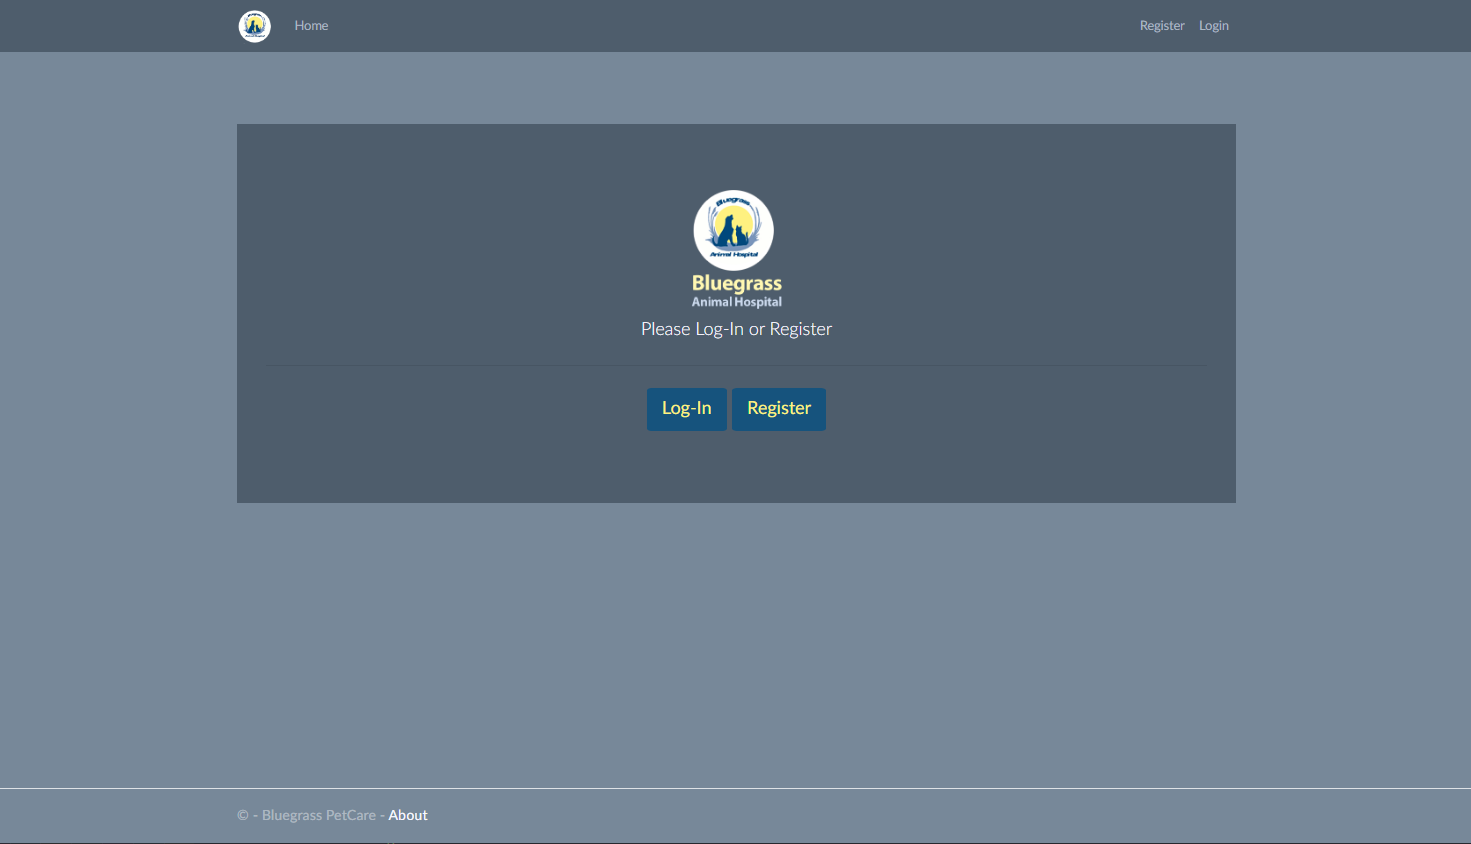 Home
Register
Login
Bluegrass
Animal Hospital
Bluegrass
Animal Hospital
Please Log-In or Register
Log-In
Register
© - Bluegrass PetCare - About